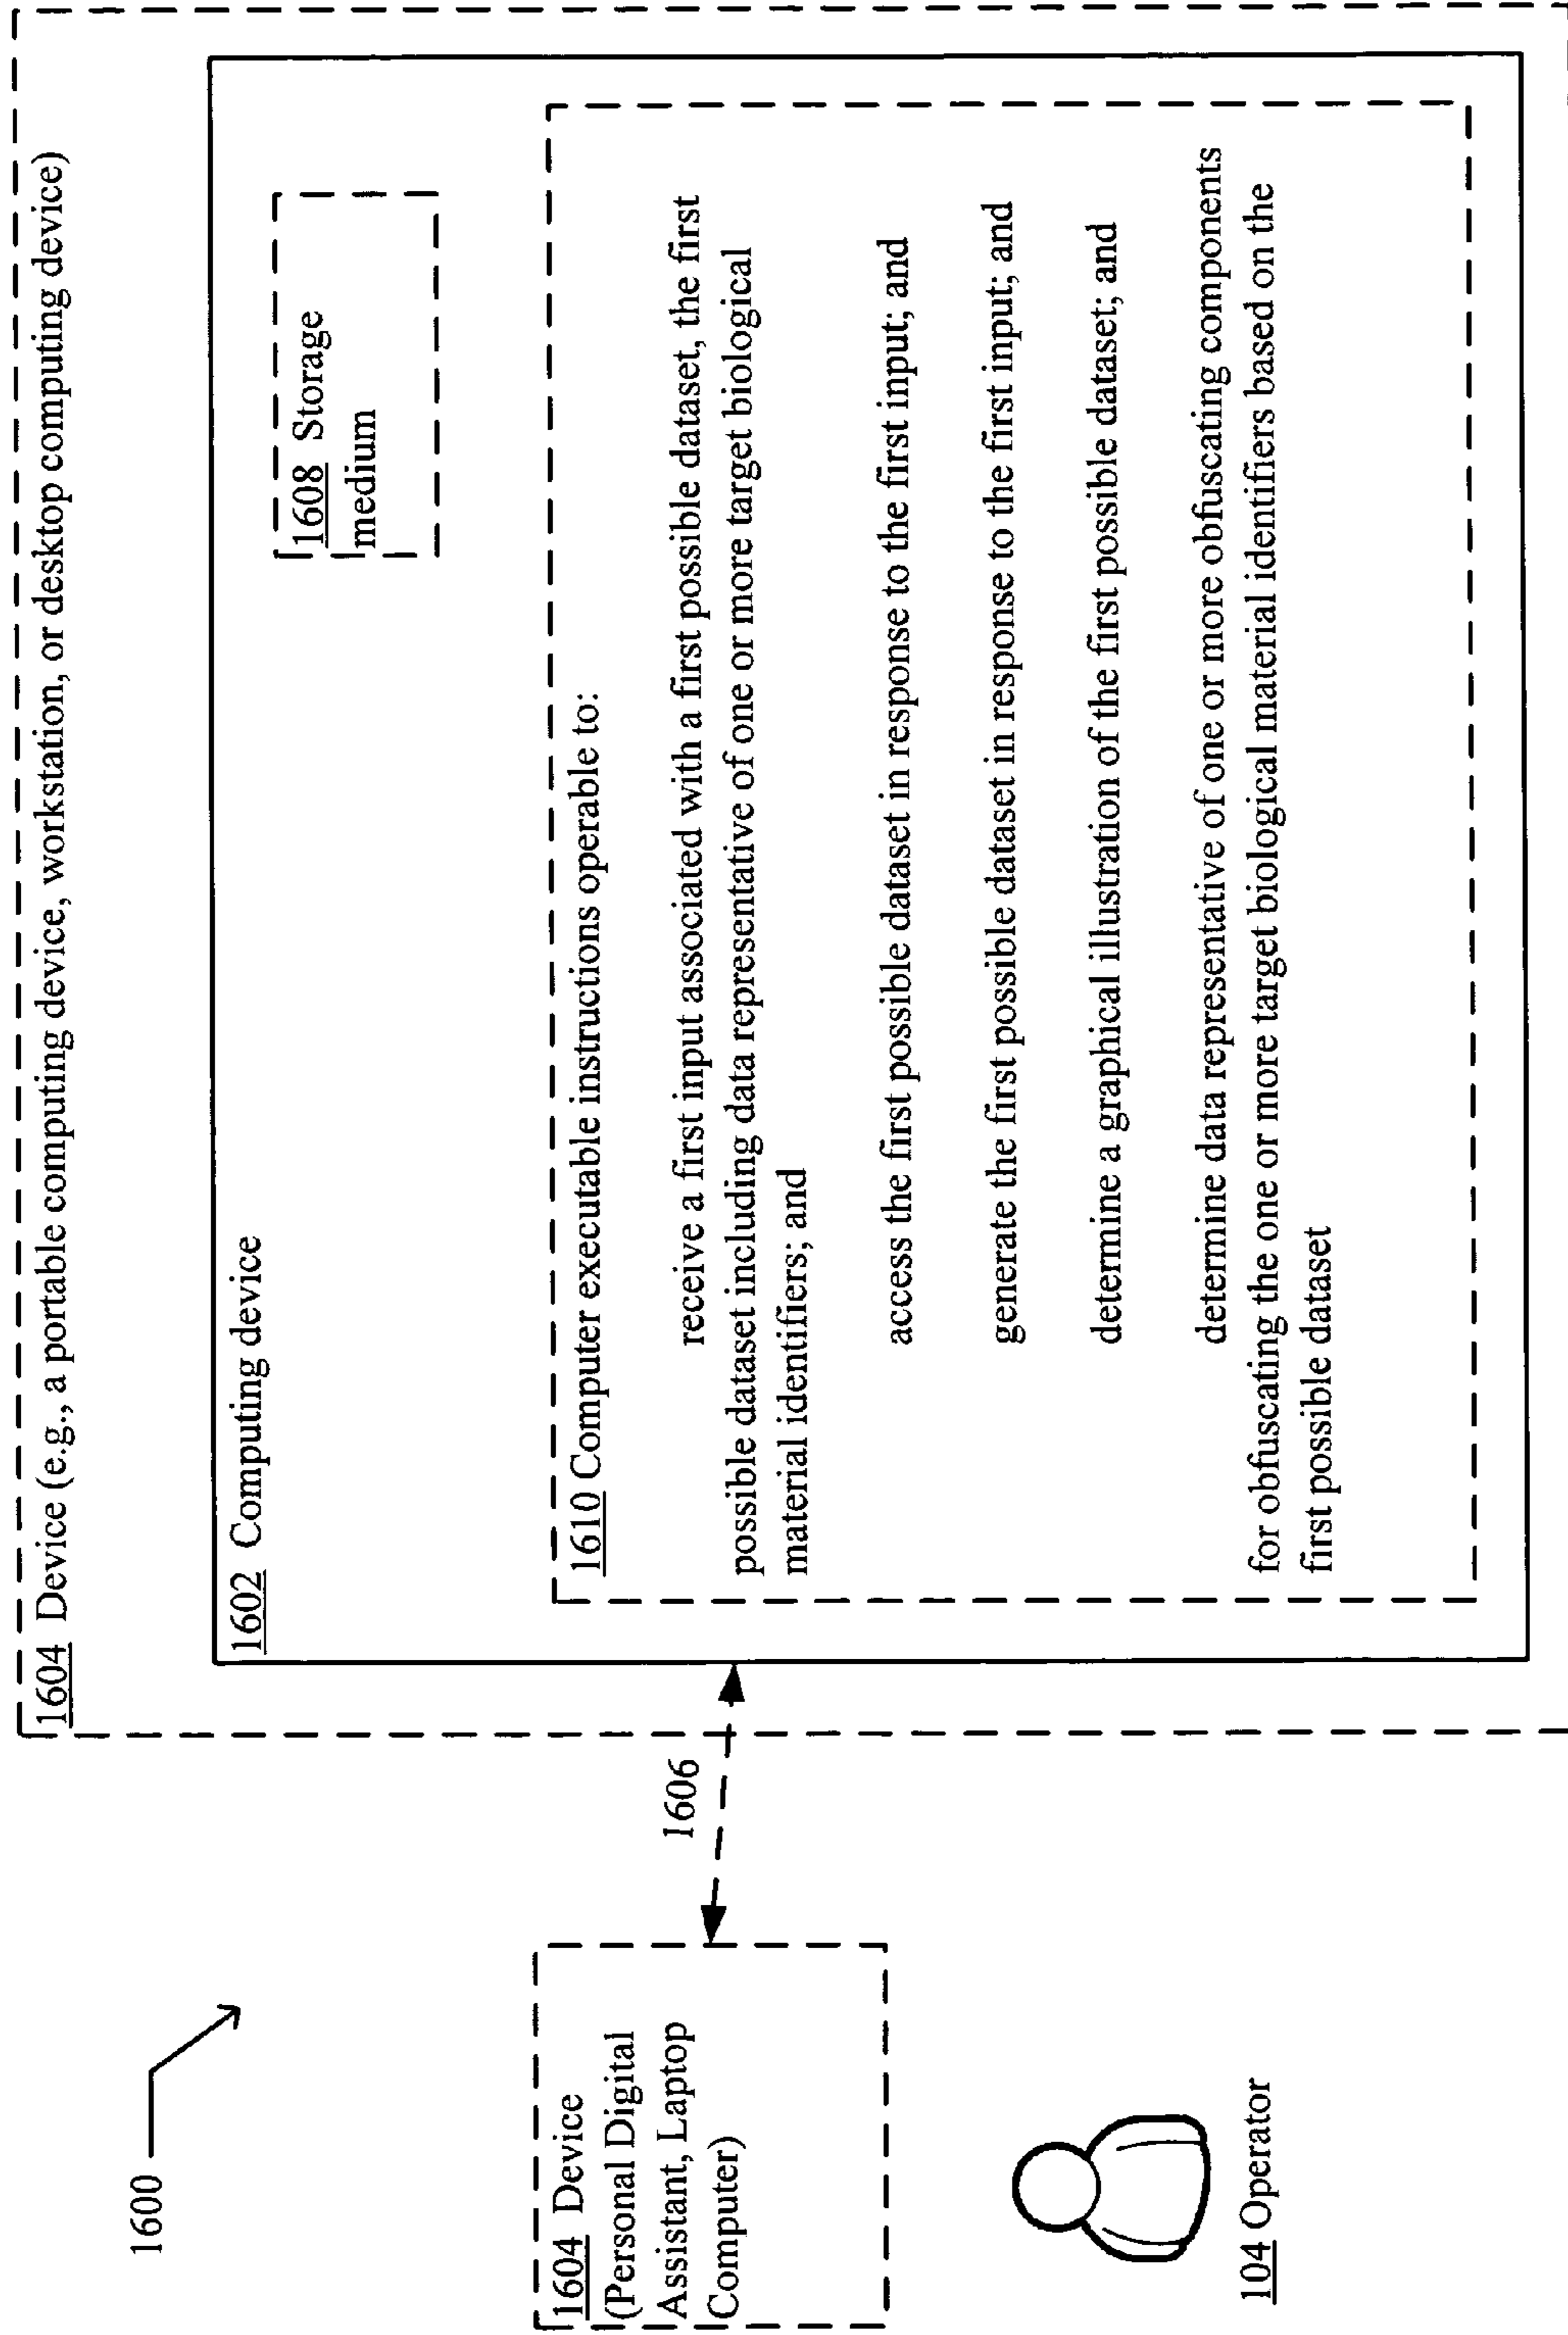 1600
1604 Device (e.g., a portable computing device, workstation, or desktop computing device)
1602 Computing device
1608 Storage
medium
1610 Computer executable instructions operable to:
receive a first input associated with a first possible dataset, the first
possible dataset including data representative of one or more target biological
material identifiers; and
access the first possible dataset in response to the first input; and
generate the first possible dataset in response to the first input; and
determine a graphical illustration of the first possible dataset; and
determine data representative of one or more obfuscating components
for obfuscating the one or more target biological material identifiers based on the
first possible dataset
1606
1604 Device
(Personal Digital
Assistant, Laptop
Computer)
104 Operator